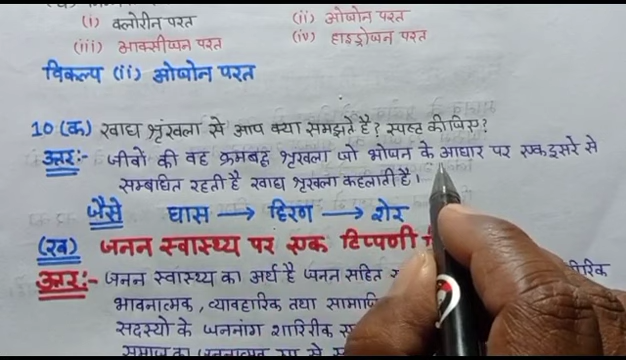 (i) क्लोरीन परत (ii) ओजोन परत
(iii) आक्सीजन परत (iv) हाइड्रोजन परत
विकल्प (ii) ओजोन परत
10 (क) खाद्य श्रृंखला से आप क्या समझते है? स्पष्ट कीजिए?
उत्तर:- जीवो की वह क्रमबद्ध श्रृंखला जो भोजन के आधार पर एक दूसरे से
सम्बंधित रहती है खाद्य श्रृंखला कहलाती है।
जैसे घास → हिरण → शेर
(ख) जनन स्वास्थ्य पर एक टिप्पणी
उत्तर:- जनन स्वास्थ्य का अर्थ है जनन सहित
भावनात्मक, व्यावहारिक तथा
सदस्यो के जननांग शारिरीक
समाज का